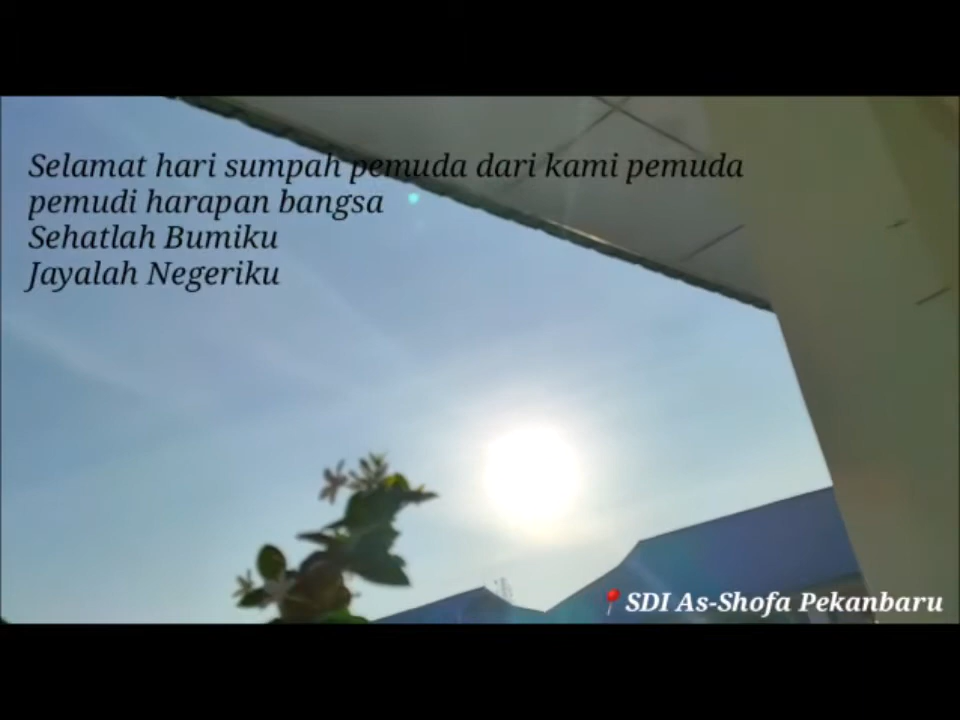 Selamat hari sumpah pemuda dari kami pemuda
pemudi harapan bangsa
Sehatlah Bumiku
Jayalah Negeriku
📍SDI As-Shofa Pekanbaru